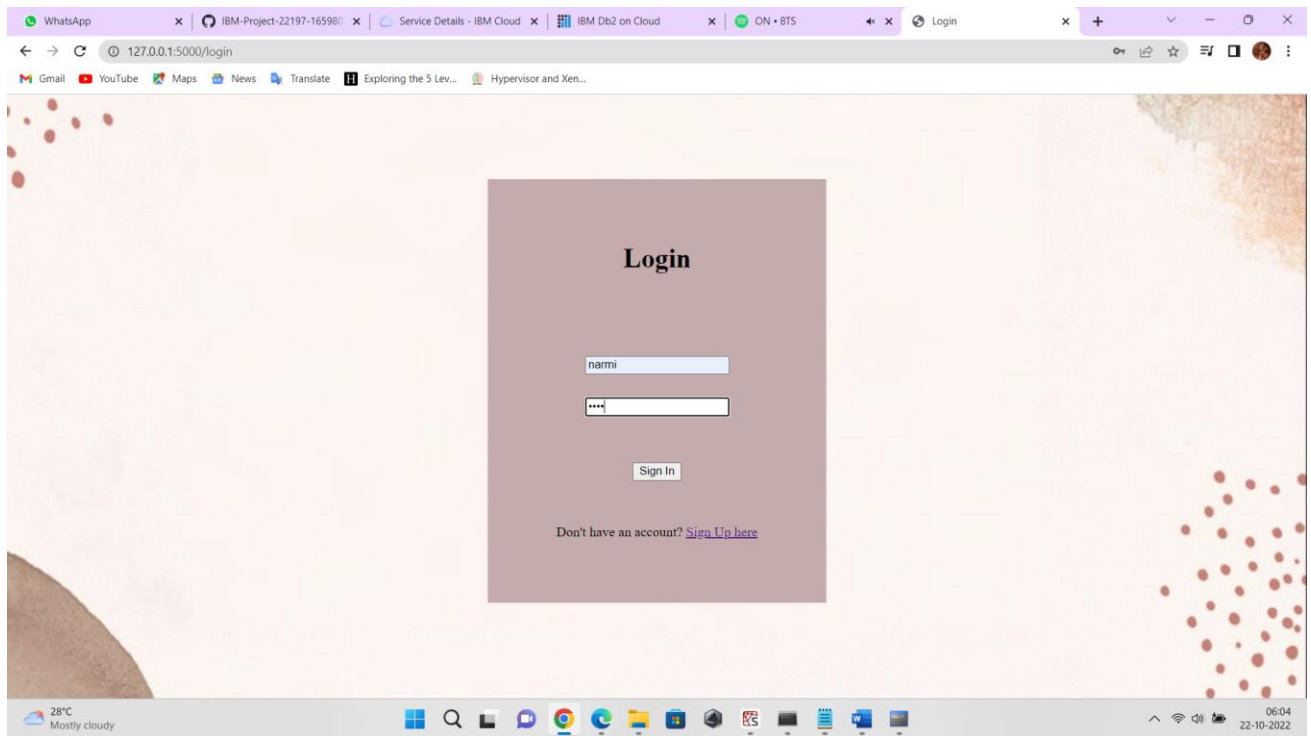 WhatsApp IBM-Project-22197-165980 Service Details - IBM Cloud IBM Db2 on Cloud ON • BTS Login
127.0.0.1:5000/login
Gmail YouTube Maps News Translate H Exploring the 5 Lev... Hypervisor and Xen...
Login
narmi
••••
Sign In
Don't have an account? Sign Up here
28°C
Mostly cloudy
06:04
22-10-2022